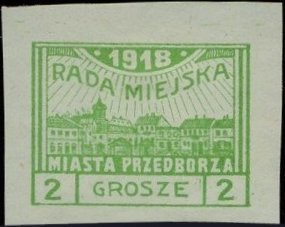 1918
RADA MIEJSKA
MIASTA PRZEDBORZA
2 GROSZE 2